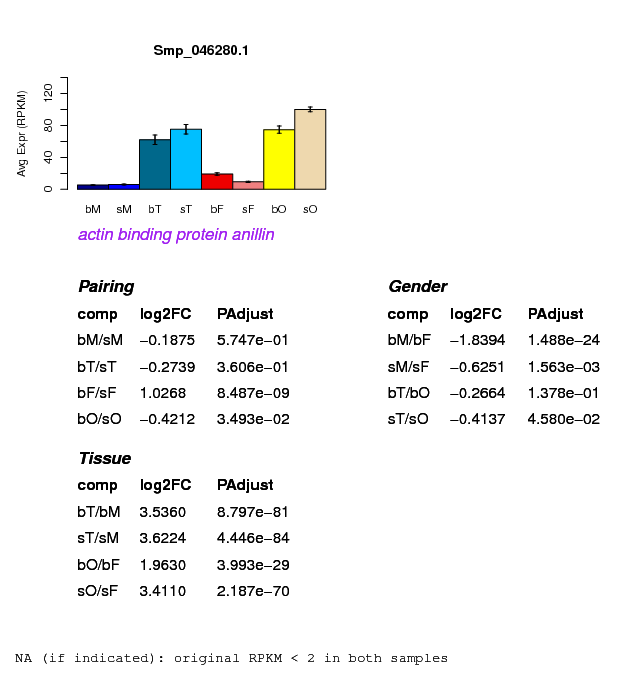 Smp_046280.1
Avg Expr (RPKM)
0 40 80 120
bM sM bT sT bF sF bO sO
actin binding protein anillin
Pairing
comp log2FC PAdjust
bM/sM −0.1875 5.747e−01
bT/sT −0.2739 3.606e−01
bF/sF 1.0268 8.487e−09
bO/sO −0.4212 3.493e−02
Gender
comp log2FC PAdjust
bM/bF −1.8394 1.488e−24
sM/sF −0.6251 1.563e−03
bT/bO −0.2664 1.378e−01
sT/sO −0.4137 4.580e−02
Tissue
comp log2FC PAdjust
bT/bM 3.5360 8.797e−81
sT/sM 3.6224 4.446e−84
bO/bF 1.9630 3.993e−29
sO/sF 3.4110 2.187e−70
NA (if indicated): original RPKM < 2 in both samples